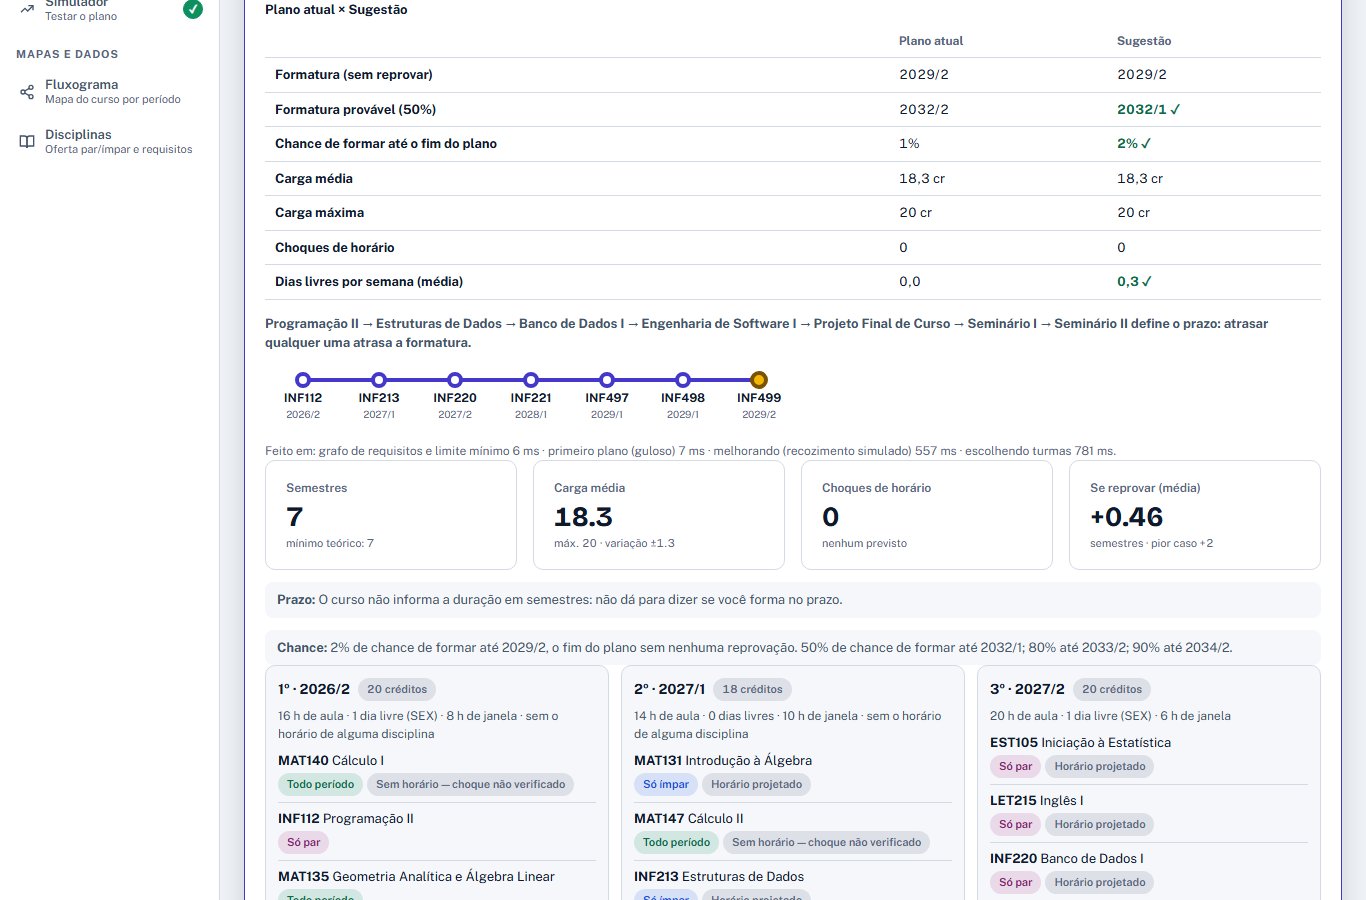 Simulador
Testar o plano
MAPAS E DADOS
Fluxograma
Mapa do curso por período
Disciplinas
Oferta par/ímpar e requisitos
Plano atual × Sugestão
Plano atual Sugestão
Formatura (sem reprovar) 2029/2 2029/2
Formatura provável (50%) 2032/2 2032/1 ✓
Chance de formar até o fim do plano 1% 2% ✓
Carga média 18,3 cr 18,3 cr
Carga máxima 20 cr 20 cr
Choques de horário 0 0
Dias livres por semana (média) 0,0 0,3 ✓
Programação II → Estruturas de Dados → Banco de Dados I → Engenharia de Software I → Projeto Final de Curso → Seminário I → Seminário II define o prazo: atrasar
qualquer uma atrasa a formatura.
INF112 INF213 INF220 INF221 INF497 INF498 INF499
2026/2 2027/1 2027/2 2028/1 2029/1 2029/1 2029/2
Feito em: grafo de requisitos e limite mínimo 6 ms · primeiro plano (guloso) 7 ms · melhorando (recozimento simulado) 557 ms · escolhendo turmas 781 ms.
Semestres
7
mínimo teórico: 7
Carga média
18.3
máx. 20 · variação ±1.3
Choques de horário
0
nenhum previsto
Se reprovar (média)
+0.46
semestres · pior caso +2
Prazo: O curso não informa a duração em semestres: não dá para dizer se você forma no prazo.
Chance: 2% de chance de formar até 2029/2, o fim do plano sem nenhuma reprovação. 50% de chance de formar até 2032/1; 80% até 2033/2; 90% até 2034/2.
1º · 2026/2 20 créditos
16 h de aula · 1 dia livre (SEX) · 8 h de janela · sem o
horário de alguma disciplina
MAT140 Cálculo I
Todo período Sem horário — choque não verificado
INF112 Programação II
Só par
MAT135 Geometria Analítica e Álgebra Linear
Todo período
2º · 2027/1 18 créditos
14 h de aula · 0 dias livres · 10 h de janela · sem o horário
de alguma disciplina
MAT131 Introdução à Álgebra
Só ímpar Horário projetado
MAT147 Cálculo II
Todo período Sem horário — choque não verificado
INF213 Estruturas de Dados
Só ímpar Horário projetado
3º · 2027/2 20 créditos
20 h de aula · 1 dia livre (SEX) · 6 h de janela
EST105 Iniciação à Estatística
Só par Horário projetado
LET215 Inglês I
Só par Horário projetado
INF220 Banco de Dados I
Só par Horário projetado